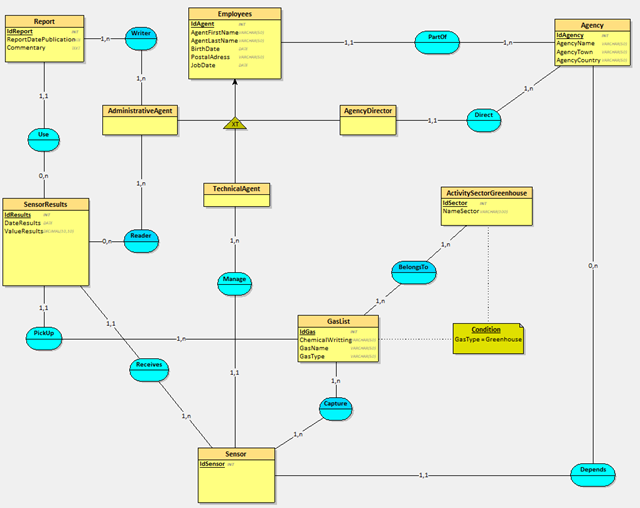 Report
IdReport INT
ReportDatePublication DATE
Commentary TEXT
1,n
Writer
1,n
Employees
IdAgent INT
AgentFirstName VARCHAR(50)
AgentLastName VARCHAR(50)
BirthDate DATE
PostalAdress VARCHAR(50)
JobDate DATE
1,1
PartOf
1,n
Agency
IdAgency INT
AgencyName VARCHAR(50)
AgencyTown VARCHAR(50)
AgencyCountry VARCHAR(50)
1,1
Use
0,n
AdministrativeAgent
XT
AgencyDirector
1,1
Direct
1,n
SensorResults
IdResults INT
DateResults DATE
ValueResults
1,n
0,n
Reader
TechnicalAgent
1,n
Manage
1,1
ActivitySectorGreenhouse
IdSector INT
NameSector VARCHAR(50)
1,n
BelongsTo
1,n
0,n
1,1
PickUp
1,n
1,1
Receives
1,n
GasList
IdGas INT
ChemicalWritting VARCHAR(50)
GasName VARCHAR(50)
GasType VARCHAR(50)
Condition
GasType = Greenhouse
1,n
Capture
1,n
Sensor
IdSensor INT
1,1
Depends